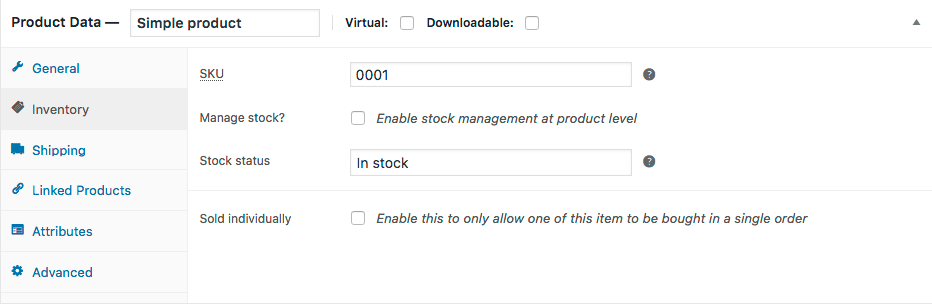 Product Data — Simple product Virtual: Downloadable:
General
Inventory
Shipping
Linked Products
Attributes
Advanced
SKU 0001 ?
Manage stock? Enable stock management at product level
Stock status In stock ?
Sold individually Enable this to only allow one of this item to be bought in a single order